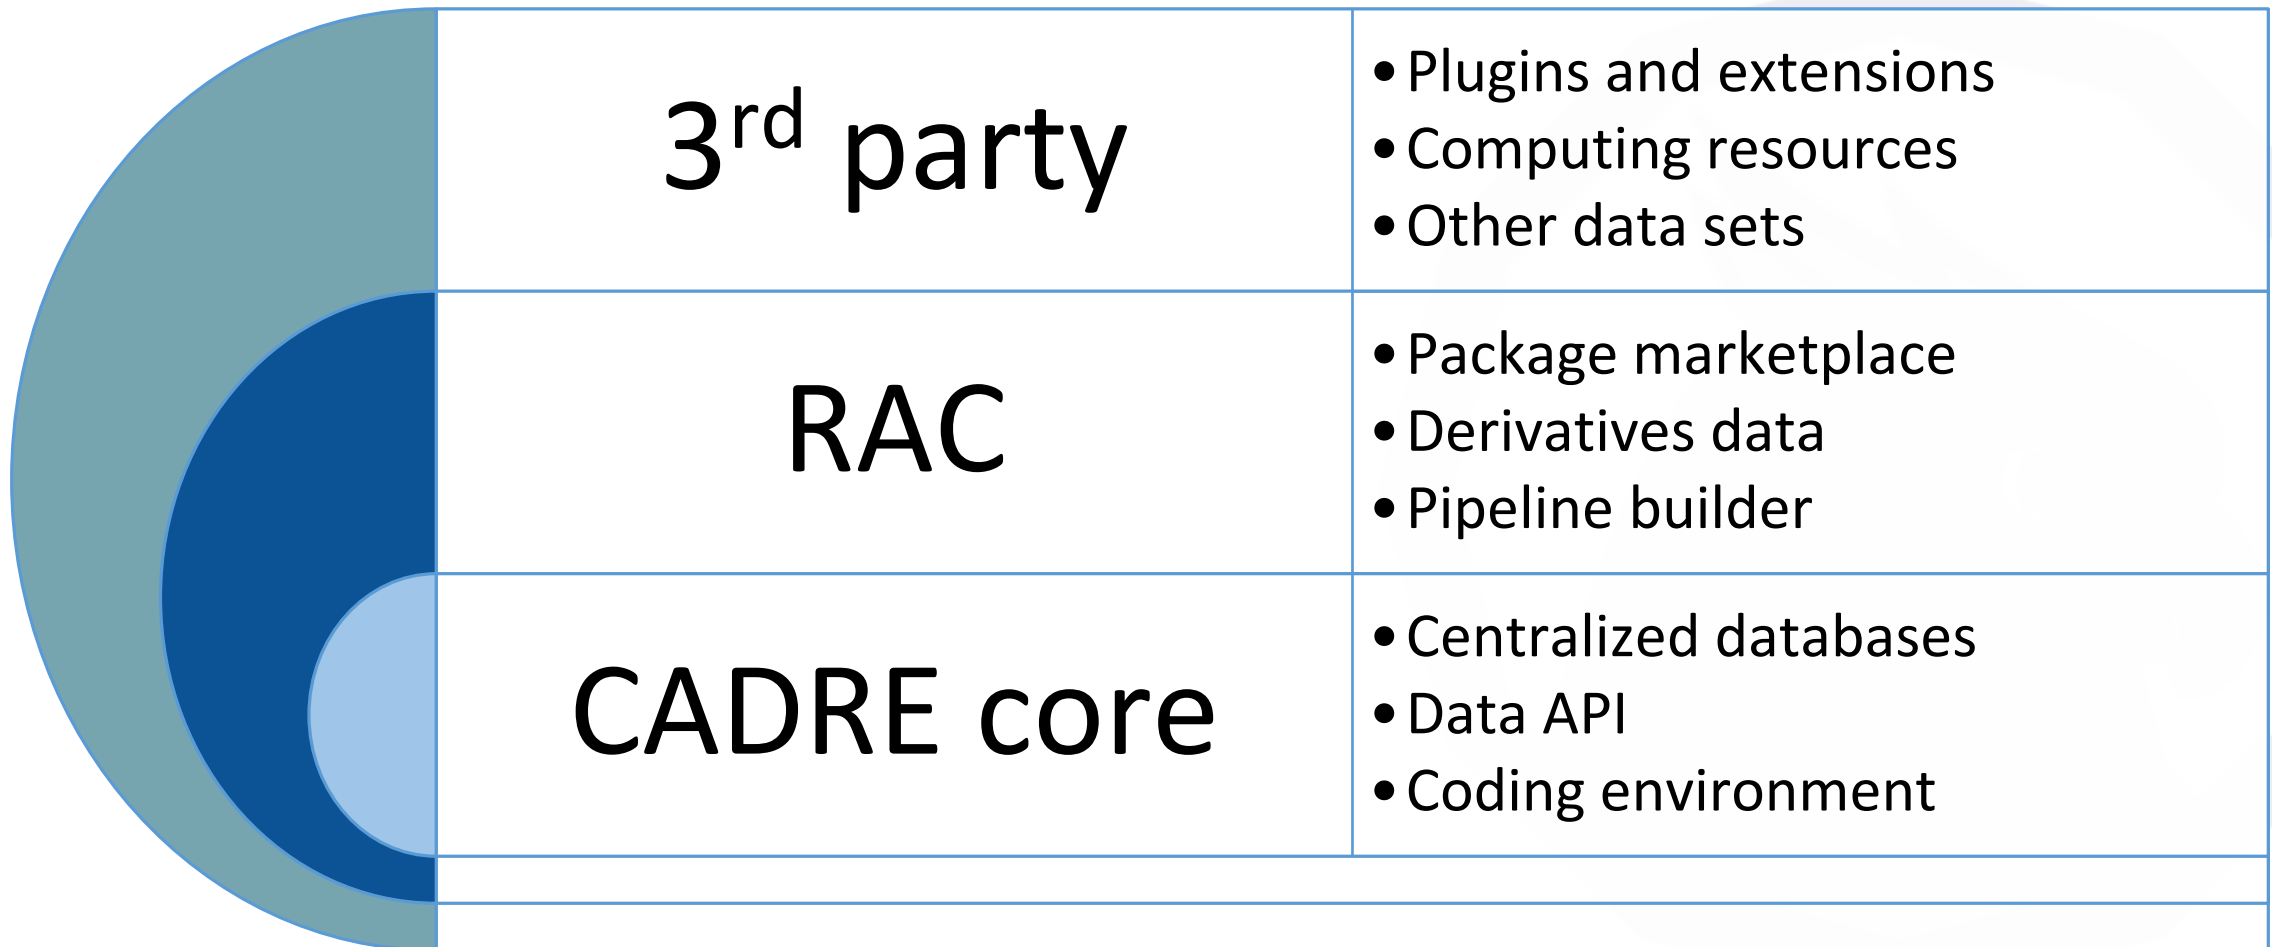 3rd party
• Plugins and extensions
• Computing resources
• Other data sets
RAC
• Package marketplace
• Derivatives data
• Pipeline builder
CADRE core
• Centralized databases
• Data API
• Coding environment